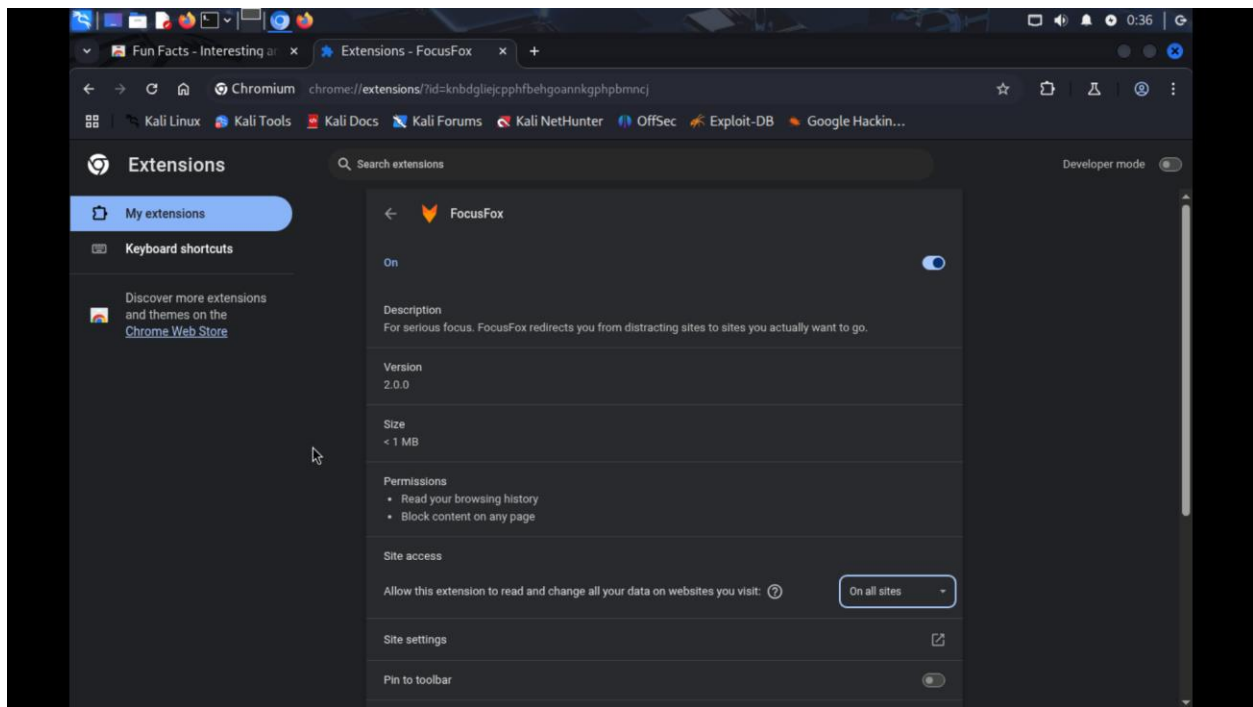 0:36
Fun Facts - Interesting ar
Extensions - FocusFox
Chromium chrome://extensions/?id=knbdgliejcpphfbehgoannkgphpbmncj
Kali Linux Kali Tools Kali Docs Kali Forums Kali NetHunter OffSec Exploit-DB Google Hackin...
Extensions Search extensions Developer mode
My extensions
Keyboard shortcuts
Discover more extensions
and themes on the
Chrome Web Store
FocusFox
On
Description
For serious focus. FocusFox redirects you from distracting sites to sites you actually want to go.
Version
2.0.0
Size
< 1 MB
Permissions
• Read your browsing history
• Block content on any page
Site access
Allow this extension to read and change all your data on websites you visit: On all sites
Site settings
Pin to toolbar